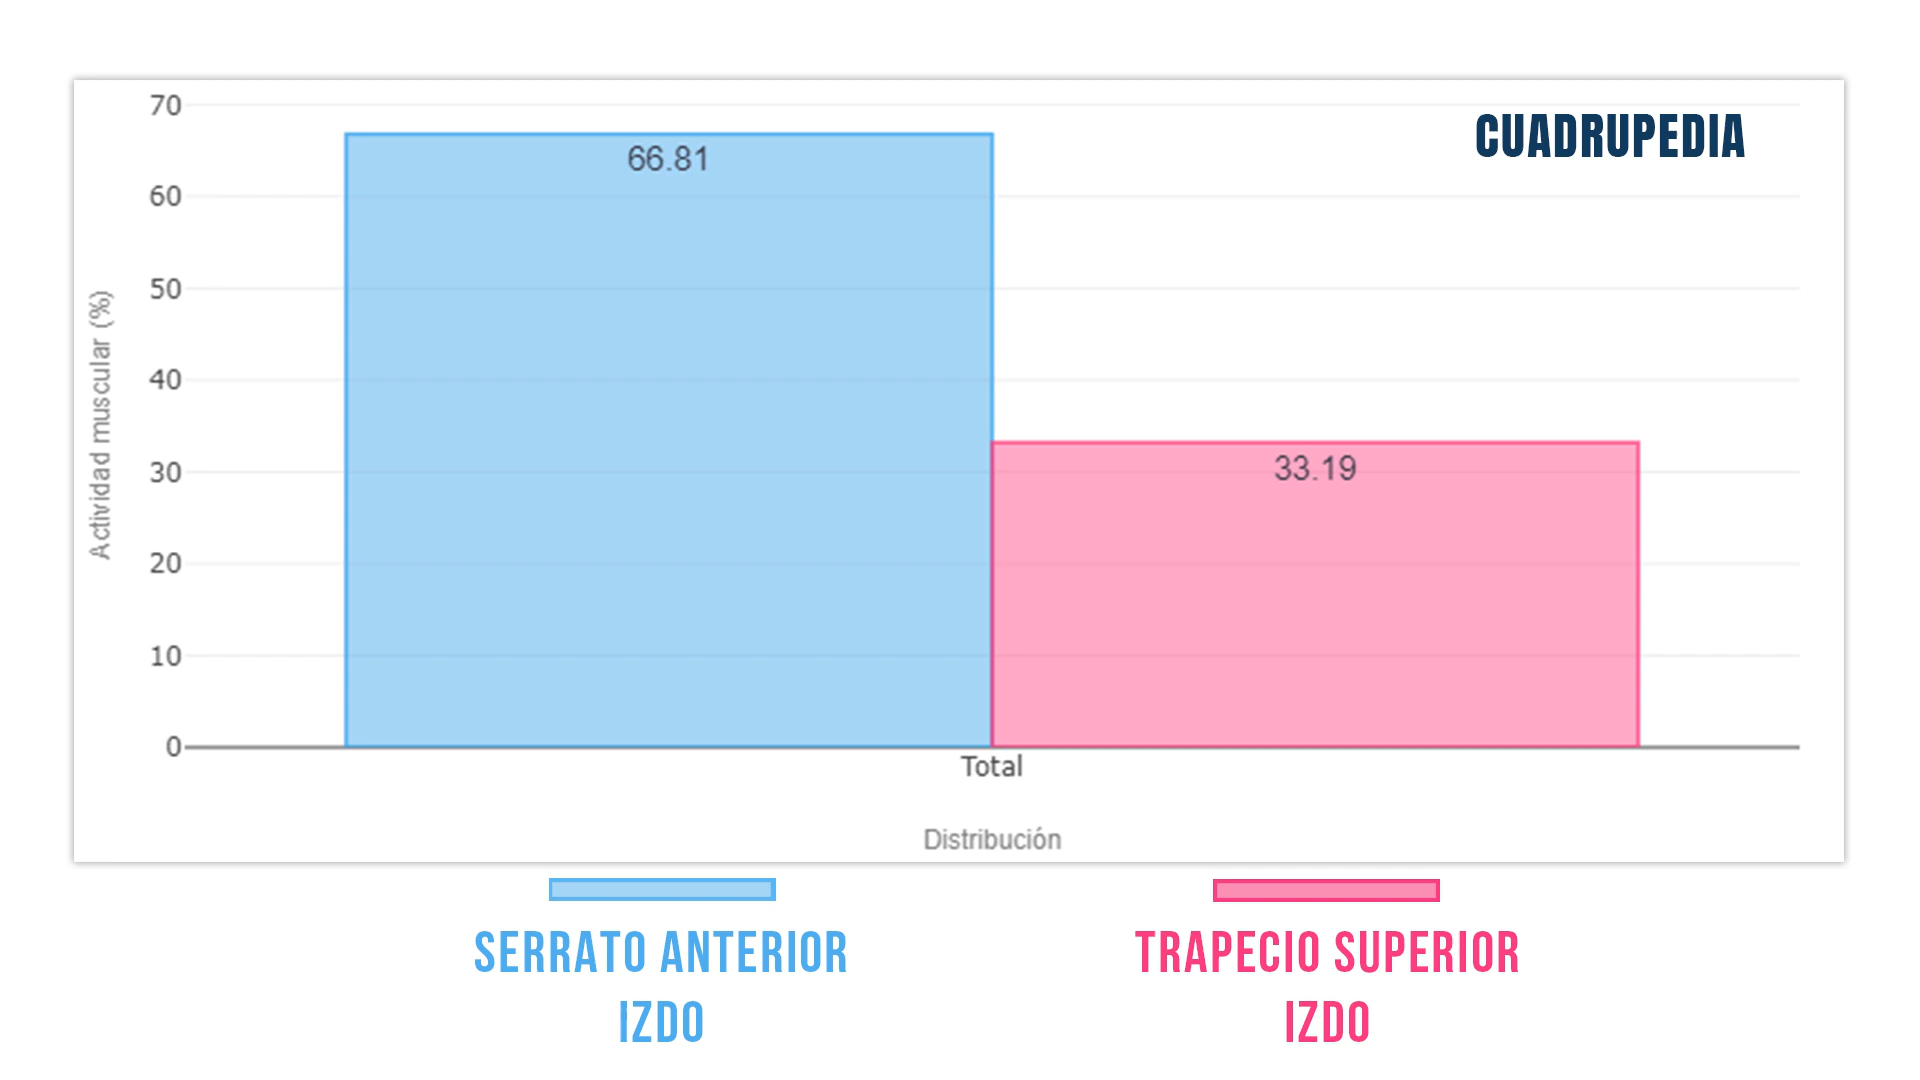 CUADRUPEDIA
70
60
50
40
30
20
10
0
Actividad muscular (%)
66.81
33.19
Total
Distribución
SERRATO ANTERIOR
IZDO
TRAPECIO SUPERIOR
IZDO